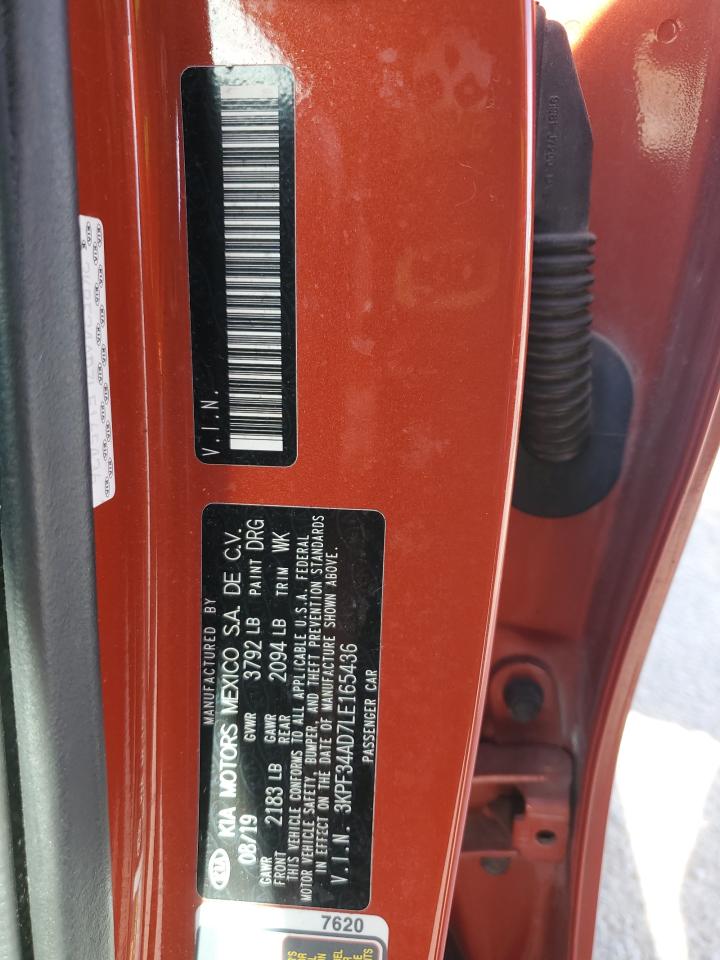 V.I.N.
MANUFACTURED BY
KIA KIA MOTORS MEXICO S.A. DE C.V.
08/19 GVWR 3792 LB PAINT DRG
GAWR FRONT 2183 LB GAWR REAR 2094 LB TRIM WK
THIS VEHICLE CONFORMS TO ALL APPLICABLE U.S.A. FEDERAL
MOTOR VEHICLE SAFETY, BUMPER, AND THEFT PREVENTION STANDARDS
IN EFFECT ON THE DATE OF MANUFACTURE SHOWN ABOVE.
V.I.N. 3KPF34AD7LE165436
PASSENGER CAR
7620